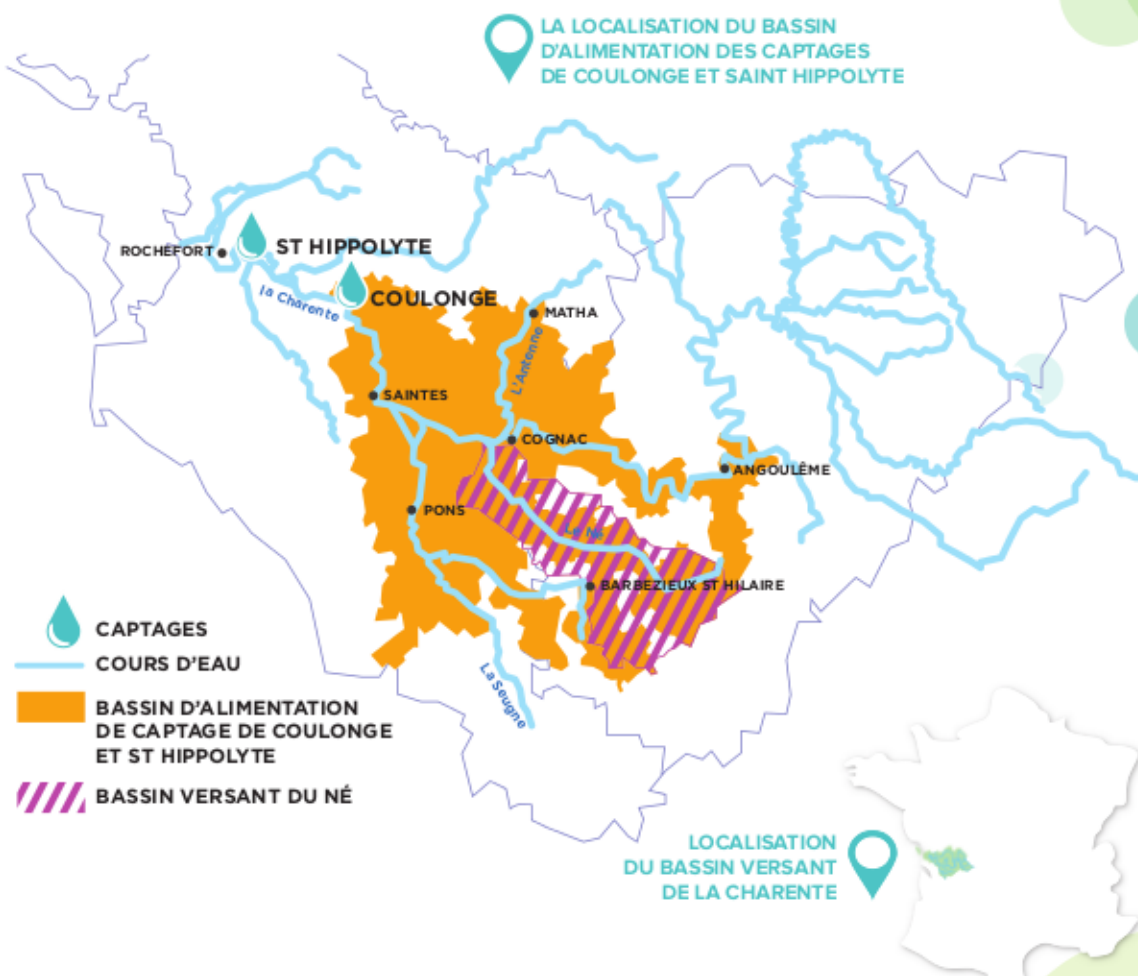 LA LOCALISATION DU BASSIN
D'ALIMENTATION DES CAPTAGES
DE COULONGE ET SAINT HIPPOLYTE
ROCHEFORT
ST HIPPOLYTE
la Charente
COULONGE
MATHA
L'Antenne
SAINTES
COGNAC
ANGOULÊME
PONS
Le Né
BARBEZIEUX ST HILAIRE
La Seugne
CAPTAGES
COURS D'EAU
BASSIN D'ALIMENTATION
DE CAPTAGE DE COULONGE
ET ST HIPPOLYTE
BASSIN VERSANT DU NÉ
LOCALISATION
DU BASSIN VERSANT
DE LA CHARENTE